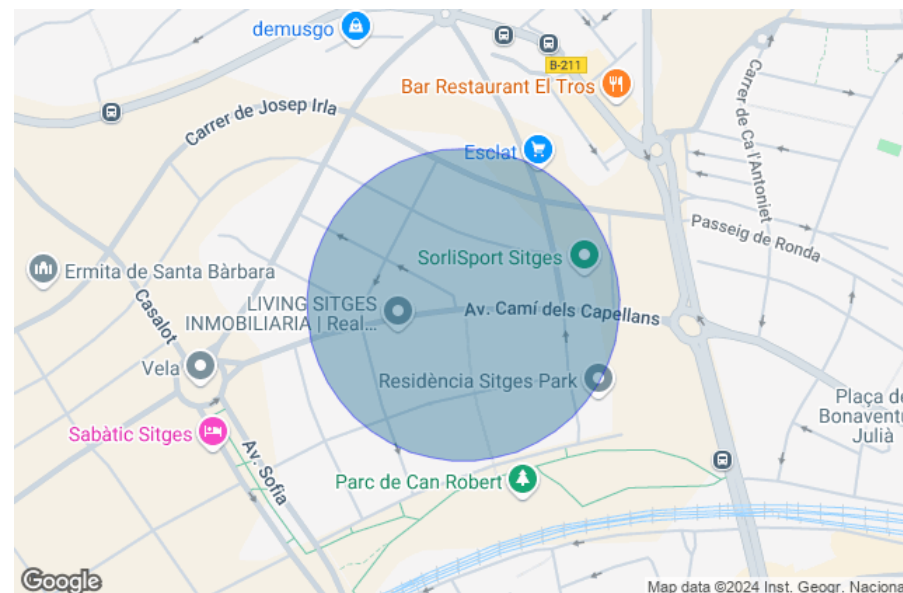 demusgo
B-211
Bar Restaurant El Tros
Carrer de Josep Irla
Carrer de Ca l'Antoniet
Esclat
Passeig de Ronda
SorliSport Sitges
Ermita de Santa Bàrbara
Casalot
LIVING SITGES
INMOBILIARIA | Real...
Av. Camí dels Capellans
Vela
Residència Sitges Park
Plaça de
Bonaventu
Julià
Sabàtic Sitges
Av. Sofia
Parc de Can Robert
Google
Map data ©2024 Inst. Geogr. Naciona